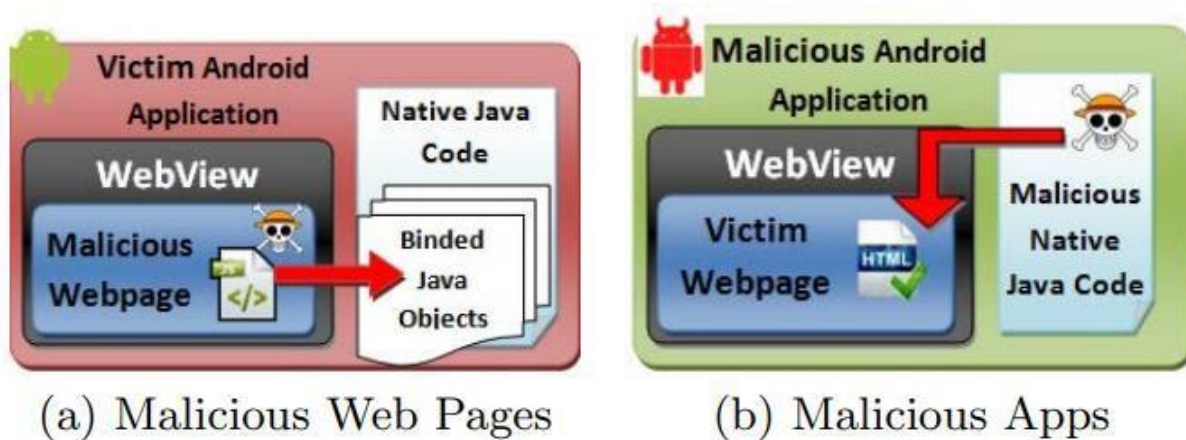 Victim Android
Application
Native Java
Code
WebView
Malicious
Webpage
JS
</>
Binded
Java
Objects
(a) Malicious Web Pages
Malicious Android
Application
WebView
Victim
Webpage
HTML
Malicious
Native
Java Code
(b) Malicious Apps